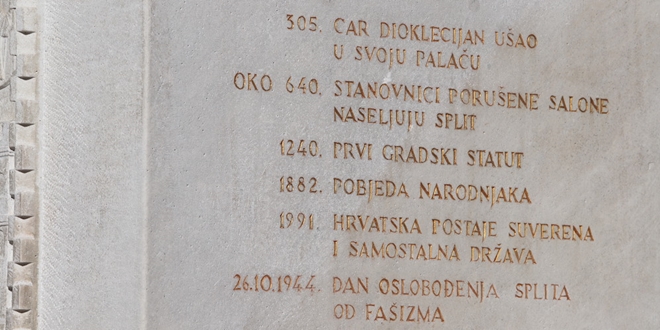 305. CAR DIOKLECIJAN UŠAO
U SVOJU PALAČU
OKO 640. STANOVNICI PORUŠENE SALONE
NASELJUJU SPLIT
1240. PRVI GRADSKI STATUT
1882. POBJEDA NARODNJAKA
1991. HRVATSKA POSTAJE SUVERENA
I SAMOSTALNA DRŽAVA
26.10.1944. DAN OSLOBOĐENJA SPLITA
OD FAŠIZMA